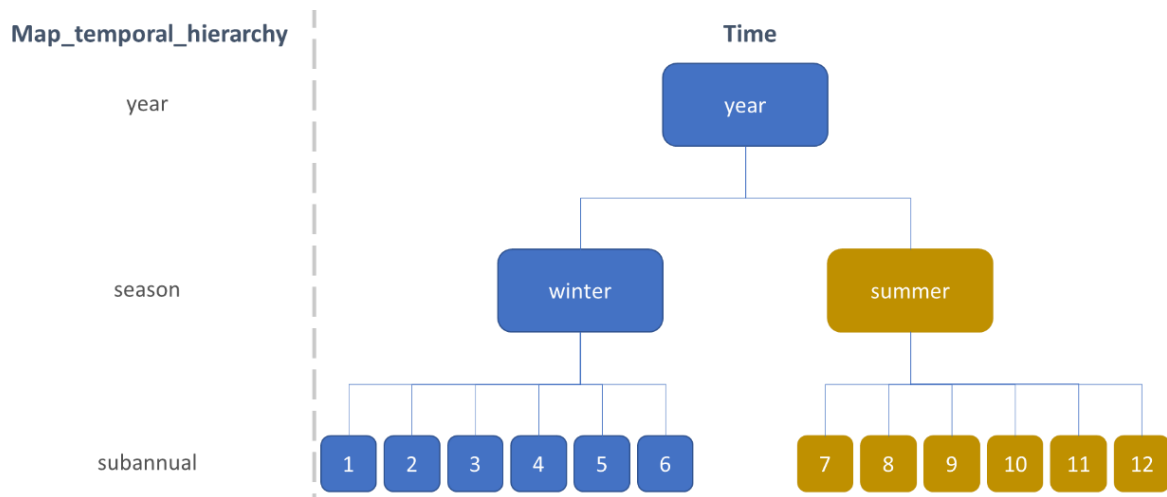 Map_temporal_hierarchy Time
year year
season winter summer
subannual 1 2 3 4 5 6 7 8 9 10 11 12